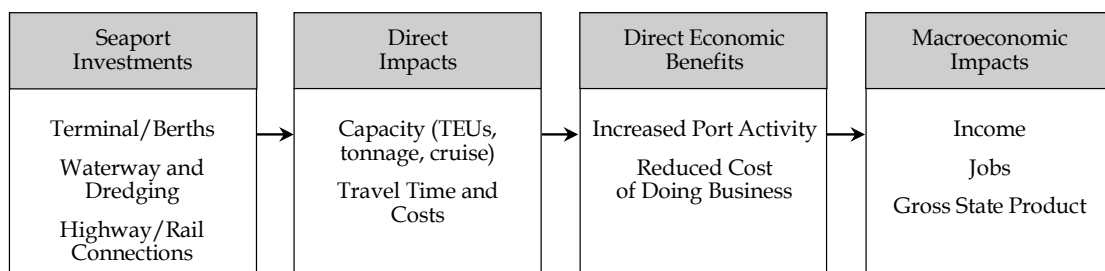 Seaport
Investments
Terminal/Berths
Waterway and
Dredging
Highway/Rail
Connections
Direct
Impacts
Capacity (TEUs,
tonnage, cruise)
Travel Time and
Costs
Direct Economic
Benefits
Increased Port Activity
Reduced Cost
of Doing Business
Macroeconomic
Impacts
Income
Jobs
Gross State Product